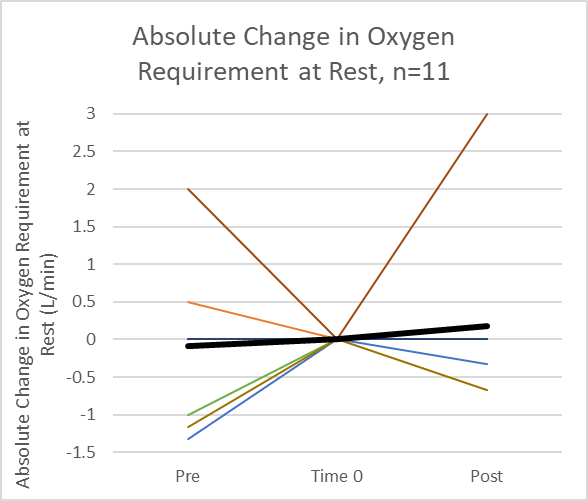 Absolute Change in Oxygen
Requirement at Rest, n=11
Absolute Change in Oxygen Requirement at
Rest (L/min)
3
2.5
2
1.5
1
0.5
0
-0.5
-1
-1.5
Pre
Time 0
Post